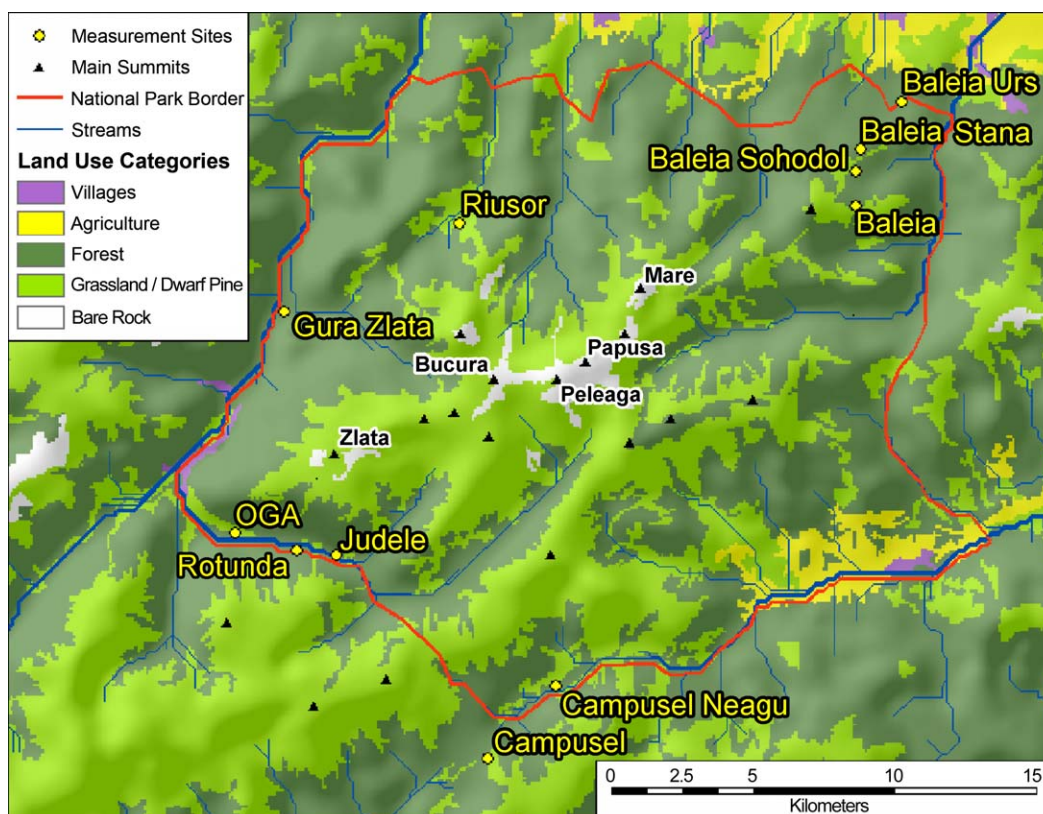 Measurement Sites
Main Summits
National Park Border
Streams
Land Use Categories
Villages
Agriculture
Forest
Grassland / Dwarf Pine
Bare Rock
Baleia Urs
Baleia Stana
Baleia Sohodol
Baleia
Riusor
Mare
Gura Zlata
Papusa
Bucura
Peleaga
Zlata
OGA
Judele
Rotunda
Campusel Neagu
Campusel
0 2.5 5 10 15
Kilometers